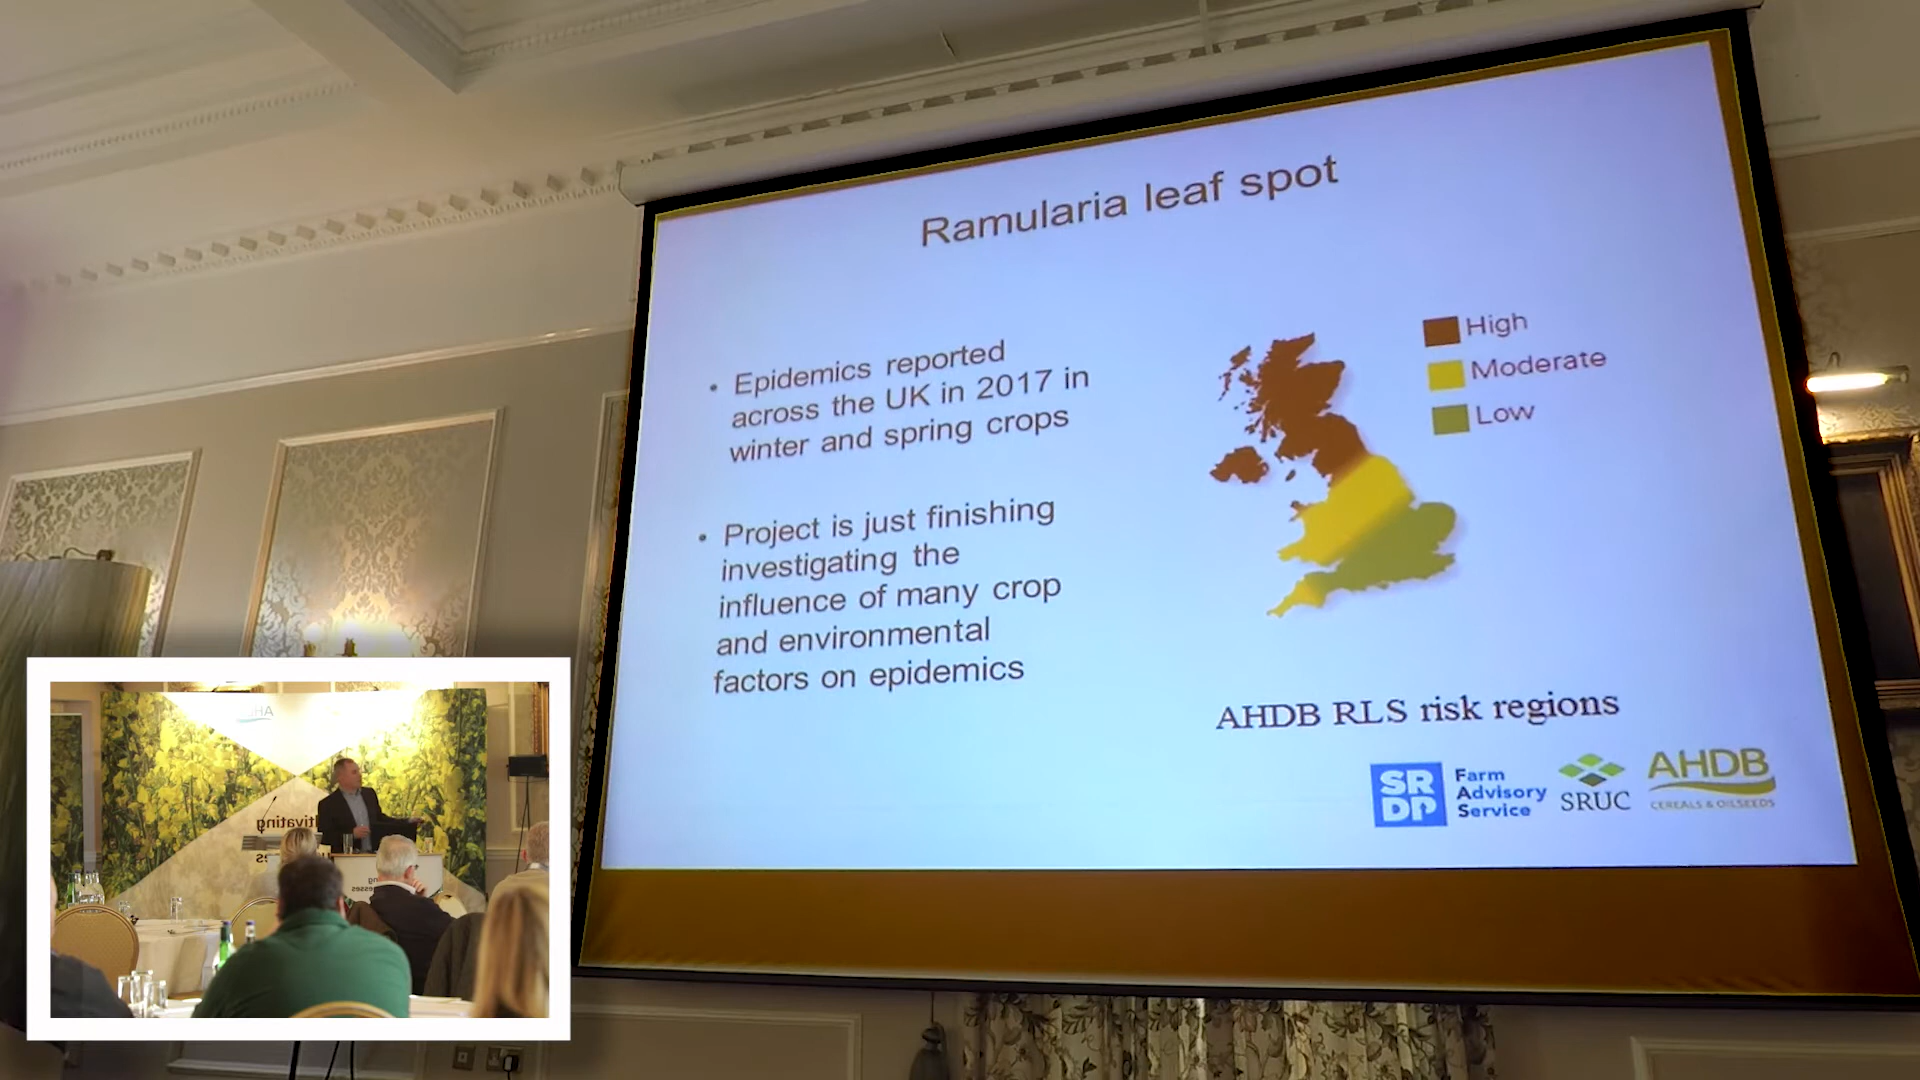 Ramularia leaf spot
• Epidemics reported
across the UK in 2017 in
winter and spring crops
• Project is just finishing
investigating the
influence of many crop
and environmental
factors on epidemics
High
Moderate
Low
AHDB RLS risk regions
SR
DP
Farm
Advisory
Service
SRUC
AHDB
CEREALS & OILSEEDS